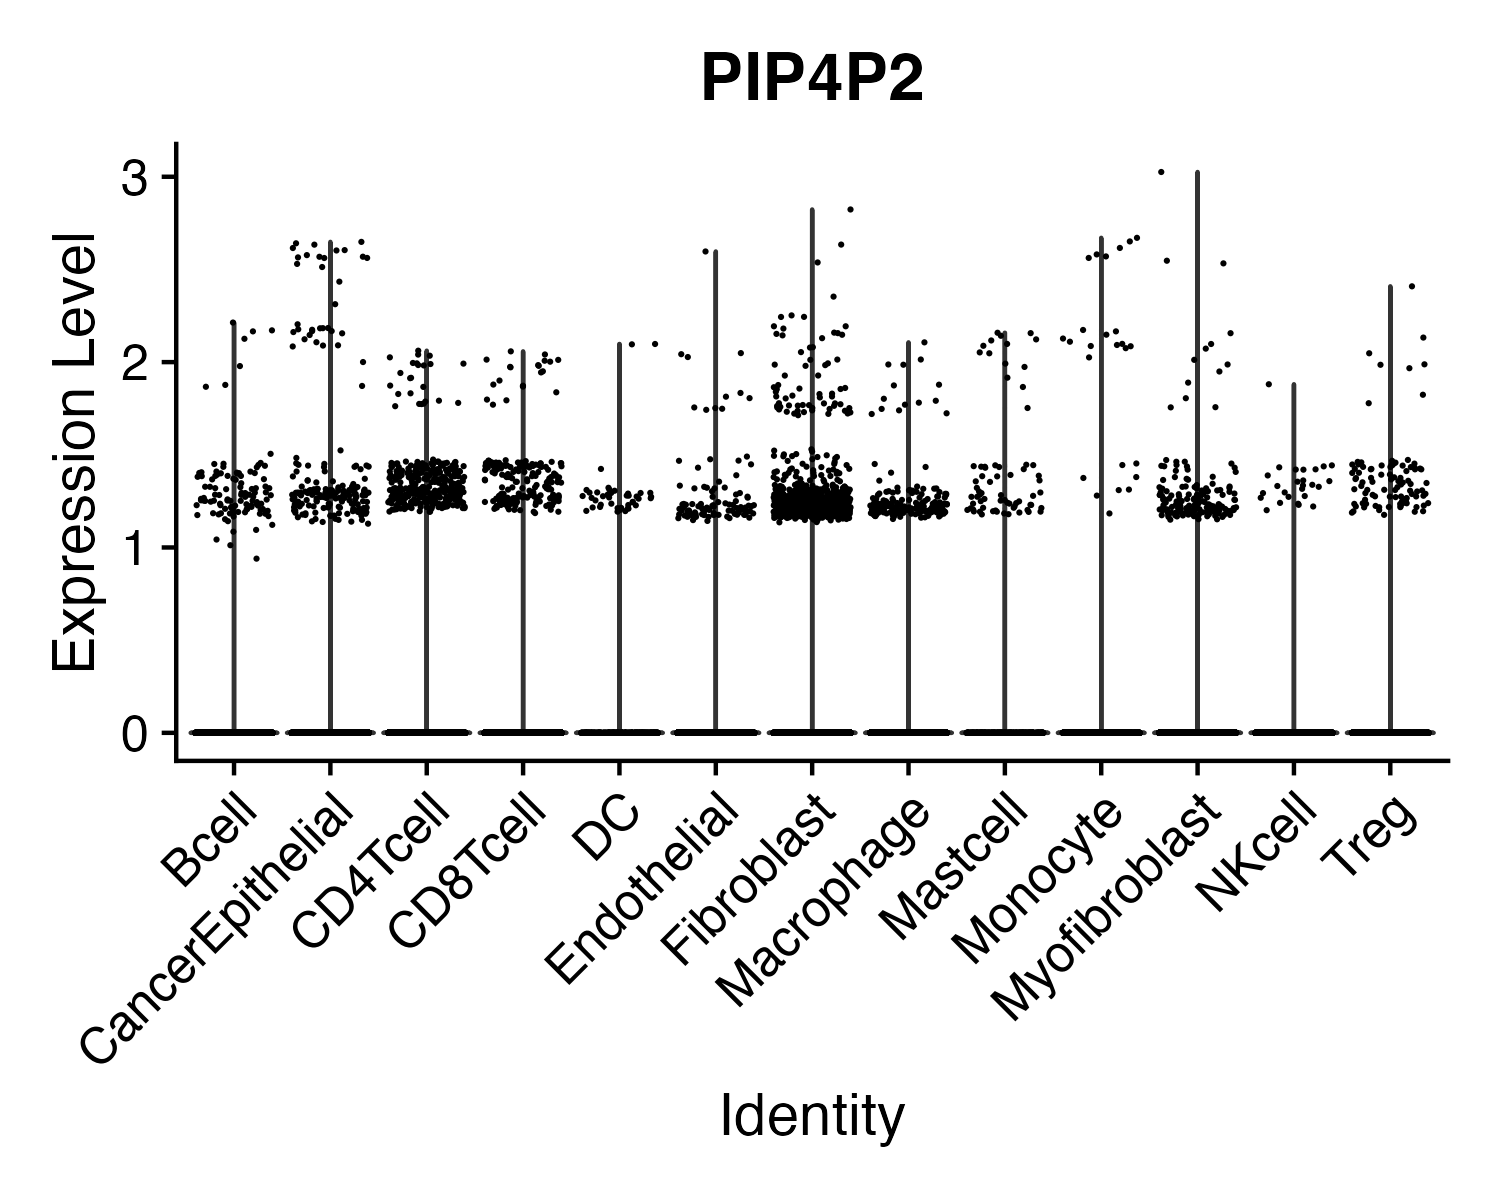 PIP4P2
Expression Level
3
2
1
0
Bcell
CancerEpithelial
CD4Tcell
CD8Tcell
DC
Endothelial
Fibroblast
Macrophage
Mastcell
Monocyte
Myofibroblast
NKcell
Treg
Identity